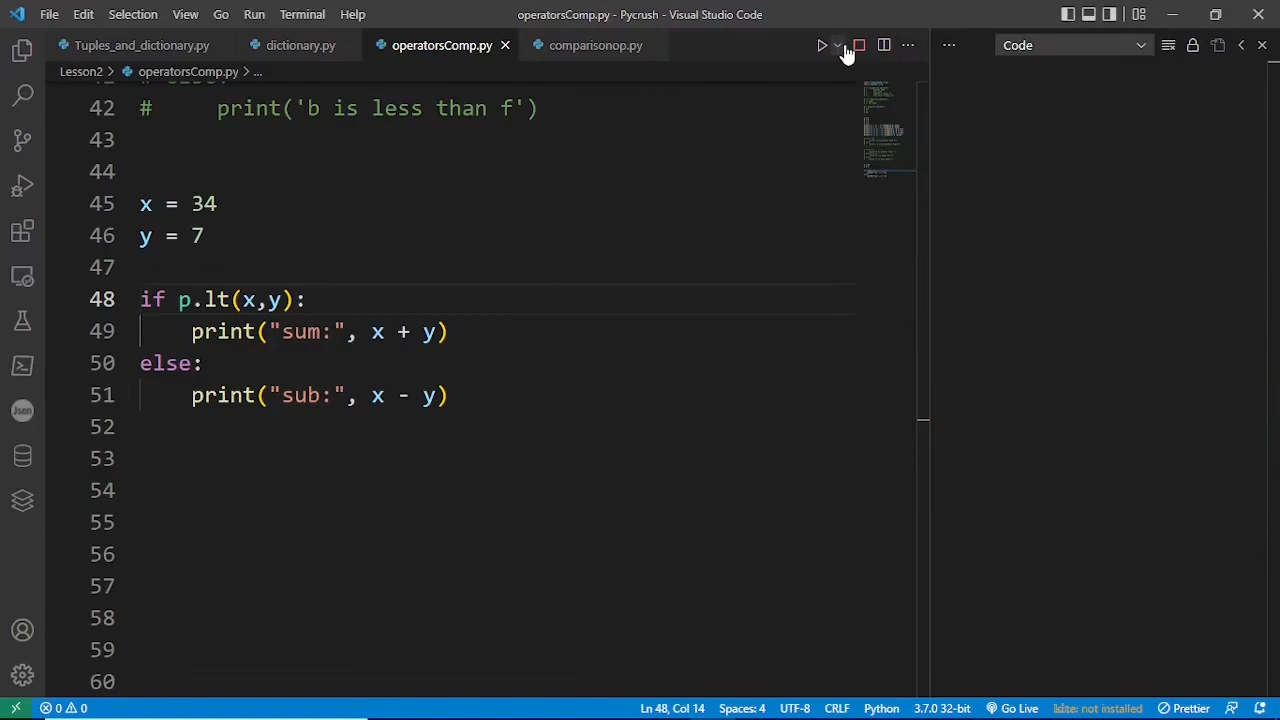 File Edit Selection View Go Run Terminal Help operatorsComp.py - Pycrush - Visual Studio Code
Tuples_and_dictionary.py dictionary.py operatorsComp.py comparisonop.py Code
Lesson2 > operatorsComp.py > ...
42 # print('b is less than f')
43
44
45 x = 34
46 y = 7
47
48 if p.lt(x,y):
49 print("sum:", x + y)
50 else:
51 print("sub:", x - y)
52
53
54
55
56
57
58
59
60
Json
0 0 Ln 48, Col 14 Spaces: 4 UTF-8 CRLF Python 3.7.0 32-bit Go Live not installed Prettier